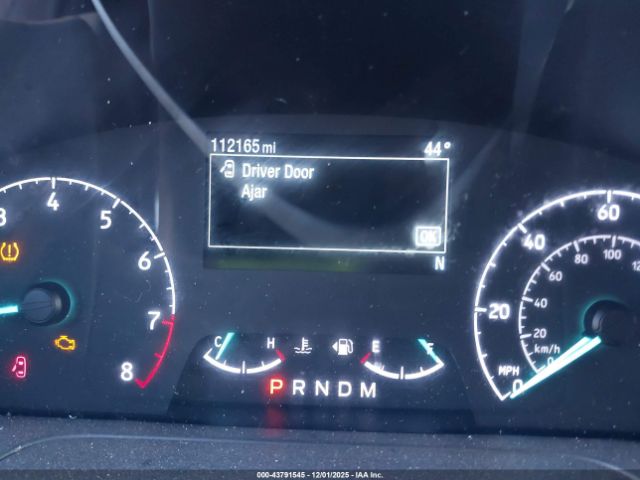 112165 mi 44°
Driver Door
Ajar
OK
N
3 4 5 6 7 8
20 40 60
20 40 60 80 100
km/h
MPH
0 0
C H E F
P R N D M
000-43791545 • 12/01/2025 • IAA Inc.